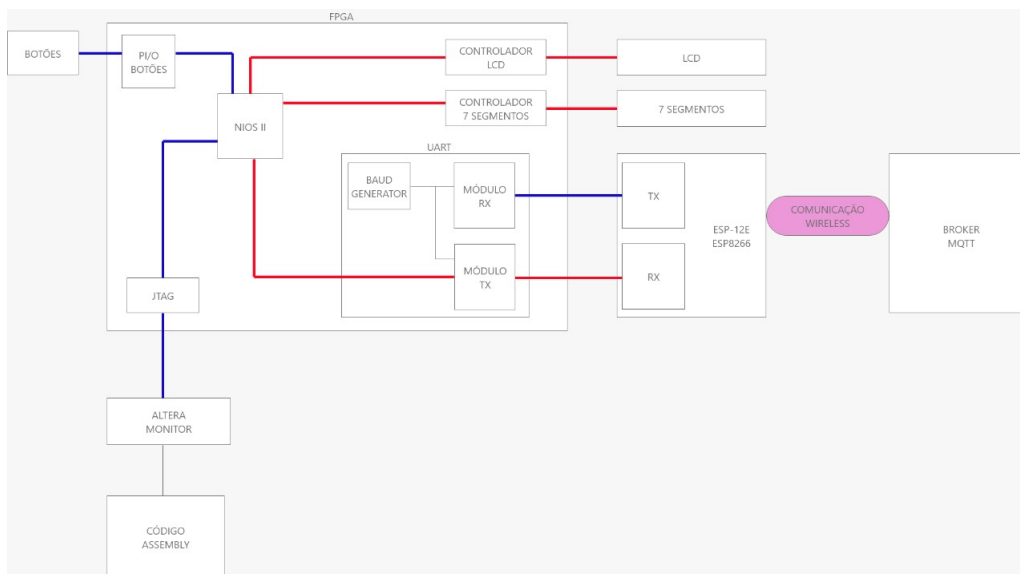 FPGA
BOTÕES
PI/O
BOTÕES
CONTROLADOR
LCD
LCD
NIOS II
CONTROLADOR
7 SEGMENTOS
7 SEGMENTOS
UART
BAUD
GENERATOR
MÓDULO
RX
TX
ESP-12E
ESP8266
COMUNICAÇÃO
WIRELESS
BROKER
MQTT
MÓDULO
TX
RX
JTAG
ALTERA
MONITOR
CÓDIGO
ASSEMBLY